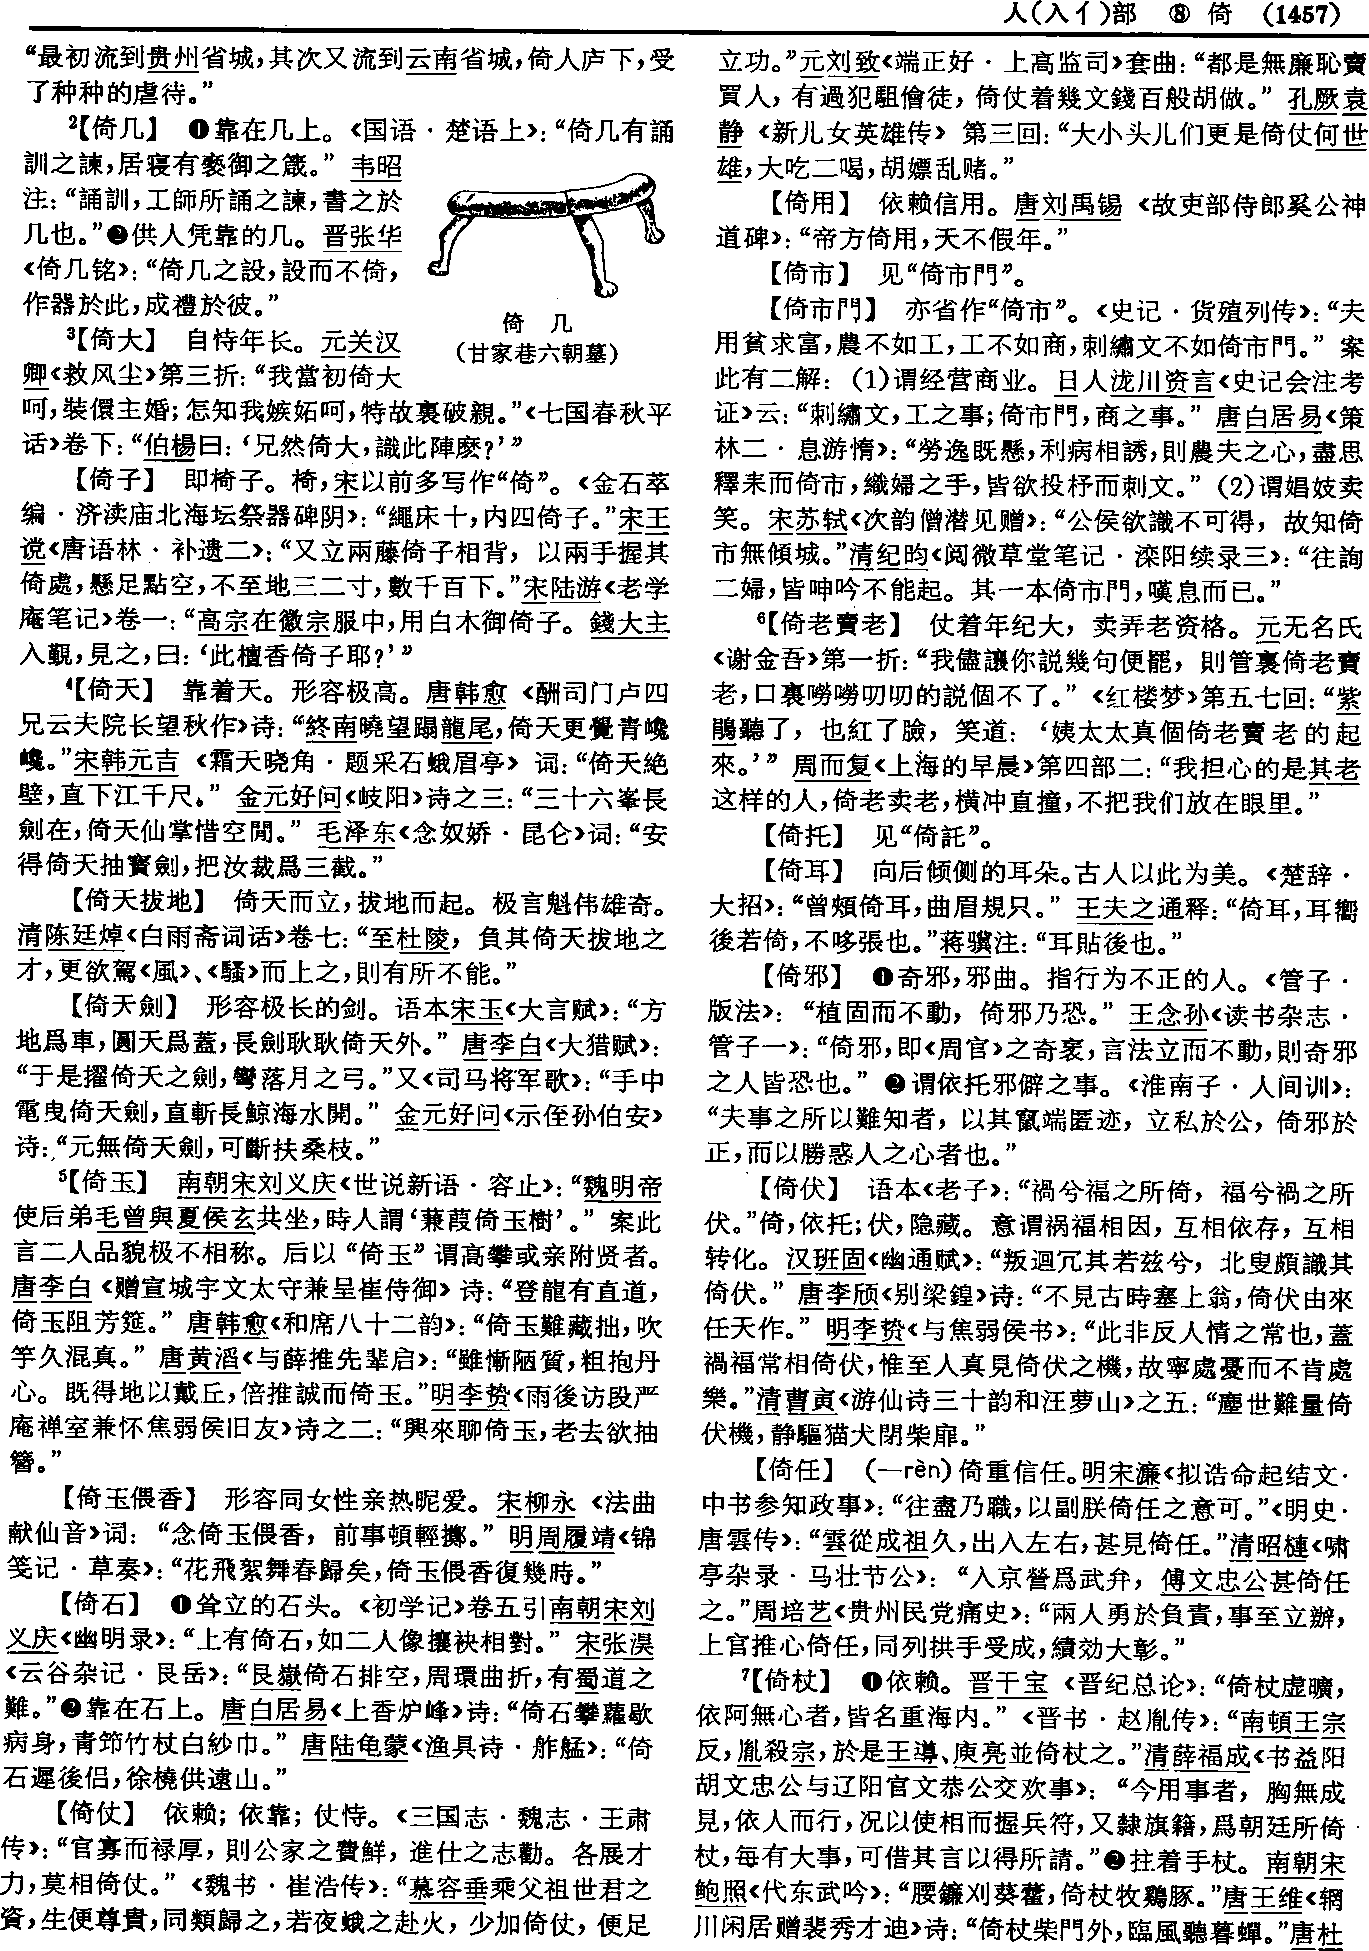 人(入亻)部　⑧　倚　(1457)
“最初流到贵州省城,其次又流到云南省城,倚人庐下,受
了种种的虐待。”
²【倚几】　❶靠在几上。《国语·楚语上》:“倚几有誦
訓之諫,居寝有褻御之箴。”韦昭
注:“誦訓,工師所誦之諫,書之於
几也。”❷供人凭靠的几。晋张华
《倚几铭》:“倚几之設,設而不倚,
作器於此,成禮於彼。”
倚　几
(甘家巷六朝墓)
³【倚大】　自恃年长。元关汉
卿《救风尘》第三折:“我當初倚大
呵,裝儇主婚;怎知我嫉妬呵,特故裏破親。”《七国春秋平
话》卷下:“伯楊曰:‘兄然倚大,識此陣麽?’”
【倚子】　即椅子。椅,宋以前多写作“倚”。《金石萃
编·济渎庙北海坛祭器碑阴》:“繩床十,内四倚子。”宋王
谠《唐语林·补遗二》:“又立兩藤倚子相背,以兩手握其
倚處,懸足點空,不至地三二寸,數千百下。”宋陆游《老学
庵笔记》卷一:“高宗在徽宗服中,用白木御倚子。錢大主
入覲,見之,曰:‘此檀香倚子耶?’”
⁴【倚天】　靠着天。形容极高。唐韩愈《酬司门卢四
兄云夫院长望秋作》诗:“終南曉望蹋龍尾,倚天更覺青巉
巉。”宋韩元吉《霜天晓角·题采石蛾眉亭》词:“倚天絶
壁,直下江千尺。”金元好问《岐阳》诗之三:“三十六峯長
劍在,倚天仙掌惜空閒。”毛泽东《念奴娇·昆仑》词:“安
得倚天抽寳劍,把汝裁爲三截。”
【倚天拔地】　倚天而立,拔地而起。极言魁伟雄奇。
清陈廷焯《白雨斋词话》卷七:“至杜陵,負其倚天拔地之
才,更欲駕《風》、《騷》而上之,則有所不能。”
【倚天劍】　形容极长的剑。语本宋玉《大言赋》:“方
地爲車,圓天爲蓋,長劍耿耿倚天外。”唐李白《大猎赋》:
“于是擢倚天之劍,彎落月之弓。”又《司马将军歌》:“手中
電曳倚天劍,直斬長鯨海水開。”金元好问《示侄孙伯安》
诗:“元無倚天劍,可斷扶桑枝。”
⁵【倚玉】　南朝宋刘义庆《世说新语·容止》:“魏明帝
使后弟毛曾與夏侯玄共坐,時人謂‘蒹葭倚玉樹’。”案此
言二人品貌极不相称。后以“倚玉”谓高攀或亲附贤者。
唐李白《赠宣城宇文太守兼呈崔侍御》诗:“登龍有直道,
倚玉阻芳筵。”唐韩愈《和席八十二韵》:“倚玉難藏拙,吹
竽久混真。”唐黄滔《与薛推先辈启》:“雖慚陋質,粗抱丹
心。既得地以戴丘,倍推誠而倚玉。”明李贽《雨後访段严
庵禅室兼怀焦弱侯旧友》诗之二:“興來聊倚玉,老去欲抽
簪。”
【倚玉偎香】　形容同女性亲热昵爱。宋柳永《法曲
献仙音》词:“念倚玉偎香,前事頓輕擲。”明周履靖《锦
笺记·草奏》:“花飛絮舞春歸矣,倚玉偎香復幾時。”
【倚石】　❶耸立的石头。《初学记》卷五引南朝宋刘
义庆《幽明录》:“上有倚石,如二人像攘袂相對。”宋张淏
《云谷杂记·艮岳》:“艮嶽倚石排空,周環曲折,有蜀道之
難。”❷靠在石上。唐白居易《上香炉峰》诗:“倚石攀蘿歇
病身,青笻竹杖白紗巾。”唐陆龟蒙《渔具诗·舴艋》:“倚
石遲後侣,徐橈供遠山。”
【倚仗】　依赖;依靠;仗恃。《三国志·魏志·王肃
传》:“官寡而禄厚,則公家之費鮮,進仕之志勸。各展才
力,莫相倚仗。”《魏书·崔浩传》:“慕容垂乘父祖世君之
資,生便尊貴,同類歸之,若夜蛾之赴火,少加倚仗,便足
立功。”元刘致《端正好·上高监司》套曲:“都是無廉恥賣
買人,有過犯駔儈徒,倚仗着幾文錢百般胡做。”孔厥袁
静《新儿女英雄传》第三回:“大小头儿们更是倚仗何世
雄,大吃二喝,胡嫖乱赌。”
【倚用】　依赖信用。唐刘禹锡《故吏部侍郎奚公神
道碑》:“帝方倚用,天不假年。”
【倚市】　见“倚市門”。
【倚市門】　亦省作“倚市”。《史记·货殖列传》:“夫
用貧求富,農不如工,工不如商,刺繡文不如倚市門。”案
此有二解:(1)谓经营商业。日人泷川资言《史记会注考
证》云:“刺繡文,工之事;倚市門,商之事。”唐白居易《策
林二·息游惰》:“勞逸既懸,利病相誘,則農夫之心,盡思
釋耒而倚市,織婦之手,皆欲投杼而刺文。”(2)谓娼妓卖
笑。宋苏轼《次韵僧潜见赠》:“公侯欲識不可得,故知倚
市無傾城。”清纪昀《阅微草堂笔记·滦阳续录三》:“往詢
二婦,皆呻吟不能起。其一本倚市門,嘆息而已。”
⁶【倚老賣老】　仗着年纪大,卖弄老资格。元无名氏
《谢金吾》第一折:“我儘讓你説幾句便罷,則管裏倚老賣
老,口裏嘮嘮叨叨的説個不了。”《红楼梦》第五七回:“紫
鵑聽了,也紅了臉,笑道:‘姨太太真個倚老賣老的起
來。’”周而复《上海的早晨》第四部二:“我担心的是其老
这样的人,倚老卖老,横冲直撞,不把我们放在眼里。”
【倚托】　见“倚託”。
【倚耳】　向后倾侧的耳朵。古人以此为美。《楚辞·
大招》:“曾頰倚耳,曲眉規只。”王夫之通释:“倚耳,耳嚮
後若倚,不哆張也。”蒋骥注:“耳貼後也。”
【倚邪】　❶奇邪,邪曲。指行为不正的人。《管子·
版法》:“植固而不動,倚邪乃恐。”王念孙《读书杂志·
管子一》:“倚邪,即《周官》之奇衺,言法立而不動,則奇邪
之人皆恐也。”❷谓依托邪僻之事。《淮南子·人间训》:
“夫事之所以難知者,以其竄端匿迹,立私於公,倚邪於
正,而以勝惑人之心者也。”
【倚伏】　语本《老子》:“禍兮福之所倚,福兮禍之所
伏。”倚,依托;伏,隐藏。意谓祸福相因,互相依存,互相
转化。汉班固《幽通赋》:“叛迴冗其若兹兮,北叟頗識其
倚伏。”唐李颀《别梁鍠》诗:“不見古時塞上翁,倚伏由來
任天作。”明李贽《与焦弱侯书》:“此非反人情之常也,蓋
禍福常相倚伏,惟至人真見倚伏之機,故寧處憂而不肯處
樂。”清曹寅《游仙诗三十韵和汪萝山》之五:“塵世難量倚
伏機,静驅猫犬閉柴扉。”
【倚任】　(一rèn)倚重信任。明宋濂《拟诰命起结文·
中书参知政事》:“往盡乃職,以副朕倚任之意可。”《明史·
唐雲传》:“雲從成祖久,出入左右,甚見倚任。”清昭槤《啸
亭杂录·马壮节公》:“入京營爲武弁,傅文忠公甚倚任
之。”周培艺《贵州民党痛史》:“兩人勇於負責,事至立辦,
上官推心倚任,同列拱手受成,績効大彰。”
⁷【倚杖】　❶依赖。晋干宝《晋纪总论》:“倚杖虚曠,
依阿無心者,皆名重海内。”《晋书·赵胤传》:“南頓王宗
反,胤殺宗,於是王導、庾亮並倚杖之。”清薛福成《书益阳
胡文忠公与辽阳官文恭公交欢事》:“今用事者,胸無成
見,依人而行,况以使相而握兵符,又隸旗籍,爲朝廷所倚
杖,每有大事,可借其言以得所請。”❷拄着手杖。南朝宋
鲍照《代东武吟》:“腰鐮刈葵藿,倚杖牧鷄豚。”唐王维《辋
川闲居赠裴秀才迪》诗:“倚杖柴門外,臨風聽暮蟬。”唐杜